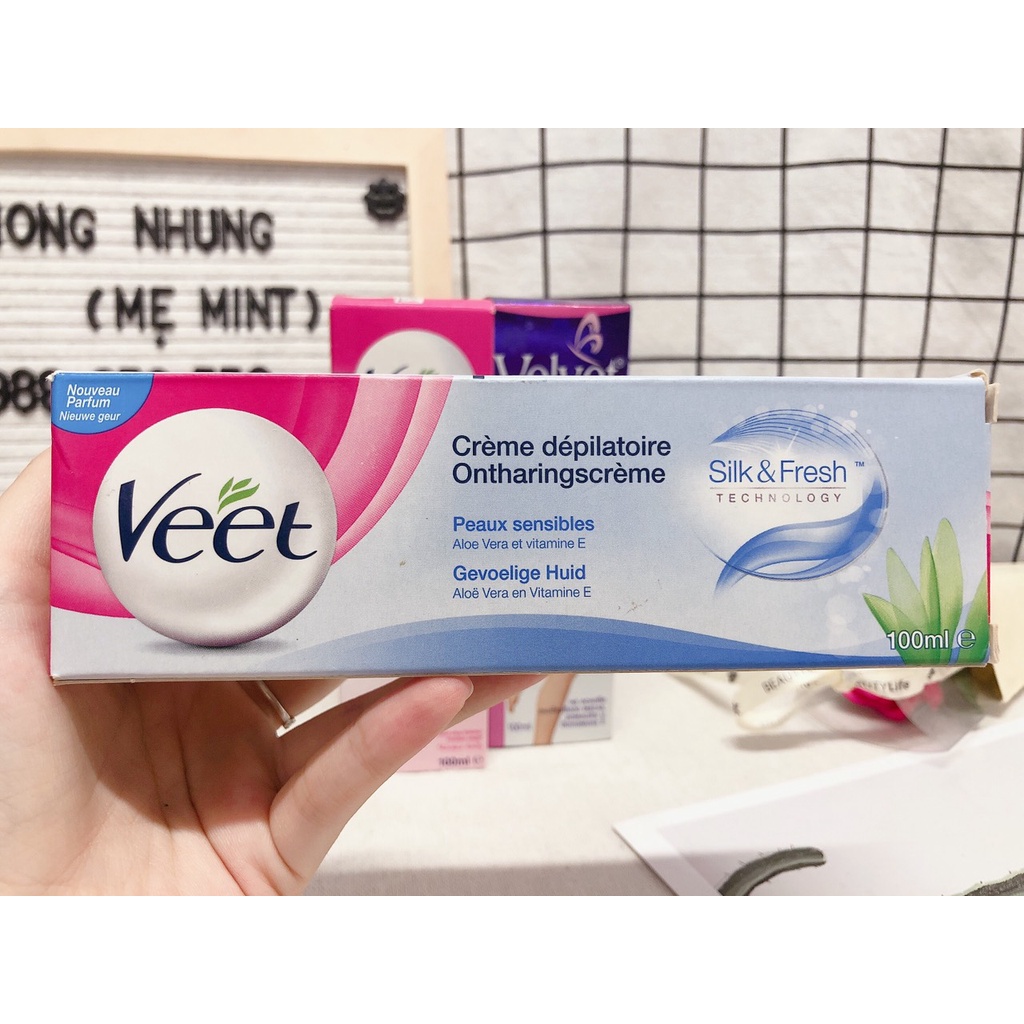 NHUNG
(MẸ MINT)
Velvet
Nouveau
Parfum
Nieuwe geur
Veet
Crème dépilatoire
Ontharingscrème
Peaux sensibles
Aloe Vera et vitamine E
Gevoelige Huid
Aloë Vera en Vitamine E
Silk & Fresh™
TECHNOLOGY
100ml e
100ml e